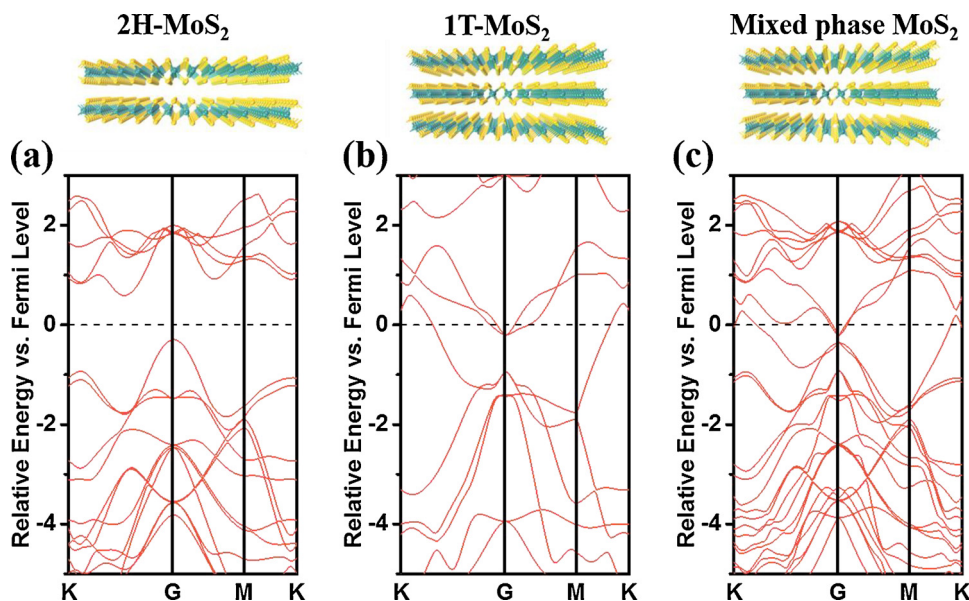 2H-MoS₂ 1T-MoS₂ Mixed phase MoS₂
(a) (b) (c)
Relative Energy vs. Fermi Level
2
0
-2
-4
K G M K
Relative Energy vs. Fermi Level
2
0
-2
-4
K G M K
Relative Energy vs. Fermi Level
2
0
-2
-4
K G M K